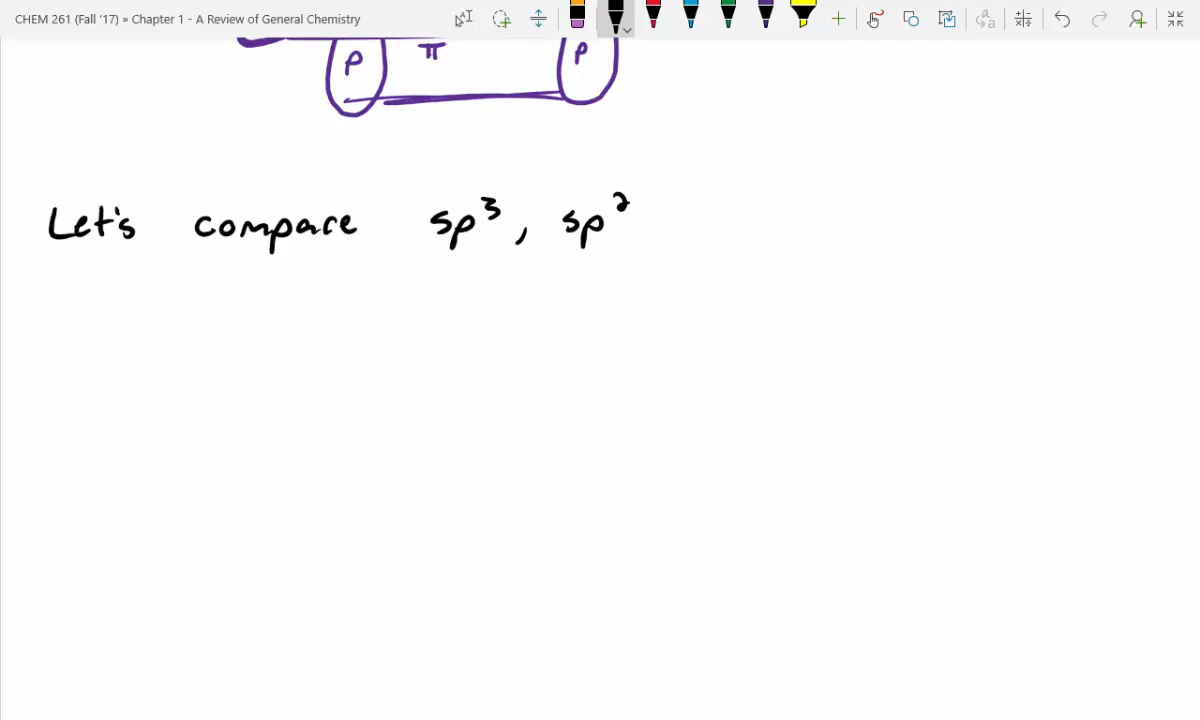 CHEM 261 (Fall '17) » Chapter 1 - A Review of General Chemistry
P π P
Let's compare sp³, sp²